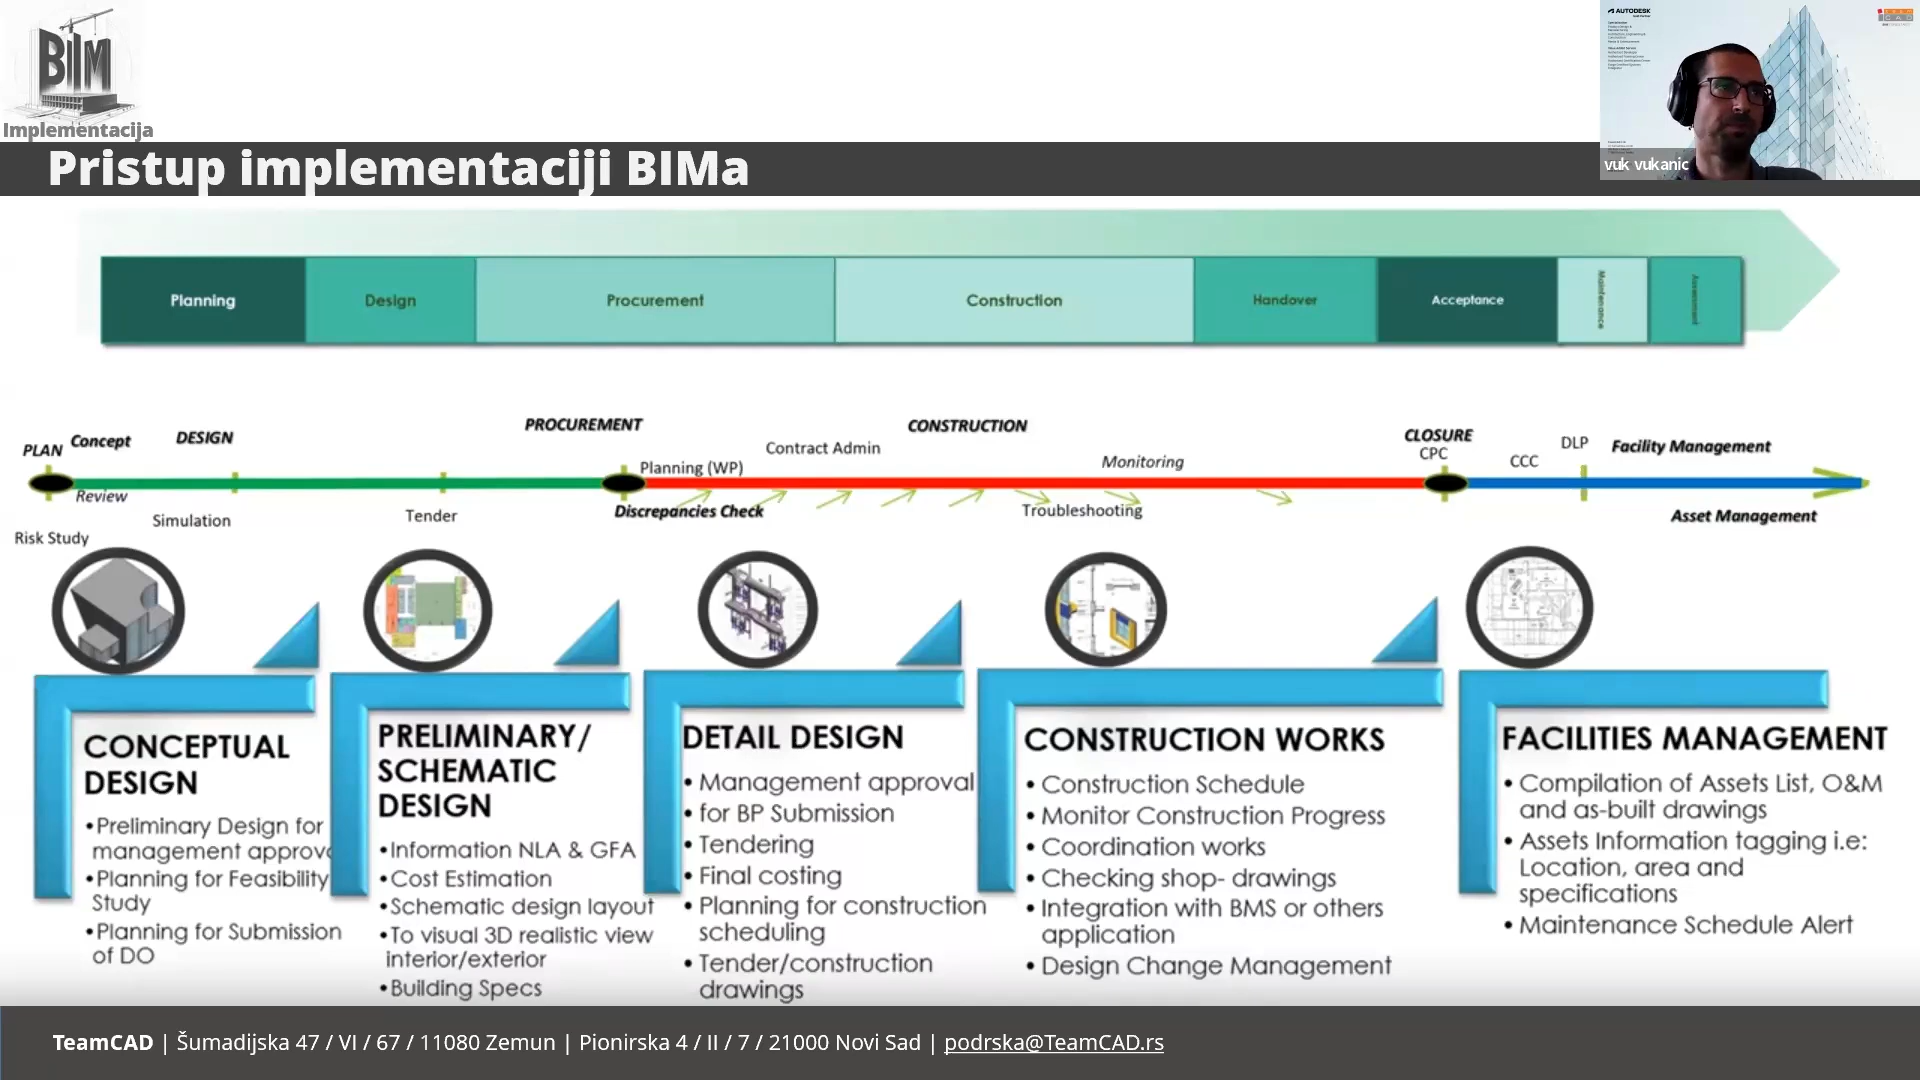 BIM
Implementacija
Pristup implementaciji BIMa
AUTODESK
vuk vukanic
Planning
Design
Procurement
Construction
Handover
Acceptance
Maintenance
Assessment
PLAN
Concept
DESIGN
PROCUREMENT
Contract Admin
CONSTRUCTION
CLOSURE
CPC
DLP
Facility Management
Planning (WP)
Monitoring
CCC
Review
Simulation
Tender
Discrepancies Check
Troubleshooting
Asset Management
Risk Study
CONCEPTUAL
DESIGN
•Preliminary Design for
management approva
•Planning for Feasibility
Study
•Planning for Submission
of DO
PRELIMINARY/
SCHEMATIC
DESIGN
•Information NLA & GFA
•Cost Estimation
•Schematic design layout
•To visual 3D realistic view
interior/exterior
•Building Specs
DETAIL DESIGN
• Management approval
• for BP Submission
• Tendering
• Final costing
• Planning for construction
scheduling
• Tender/construction
drawings
CONSTRUCTION WORKS
• Construction Schedule
• Monitor Construction Progress
• Coordination works
• Checking shop- drawings
• Integration with BMS or others
application
• Design Change Management
FACILITIES MANAGEMENT
• Compilation of Assets List, O&M
and as-built drawings
• Assets Information tagging i.e:
Location, area and
specifications
• Maintenance Schedule Alert
TeamCAD | Šumadijska 47 / VI / 67 / 11080 Zemun | Pionirska 4 / II / 7 / 21000 Novi Sad | podrska@TeamCAD.rs